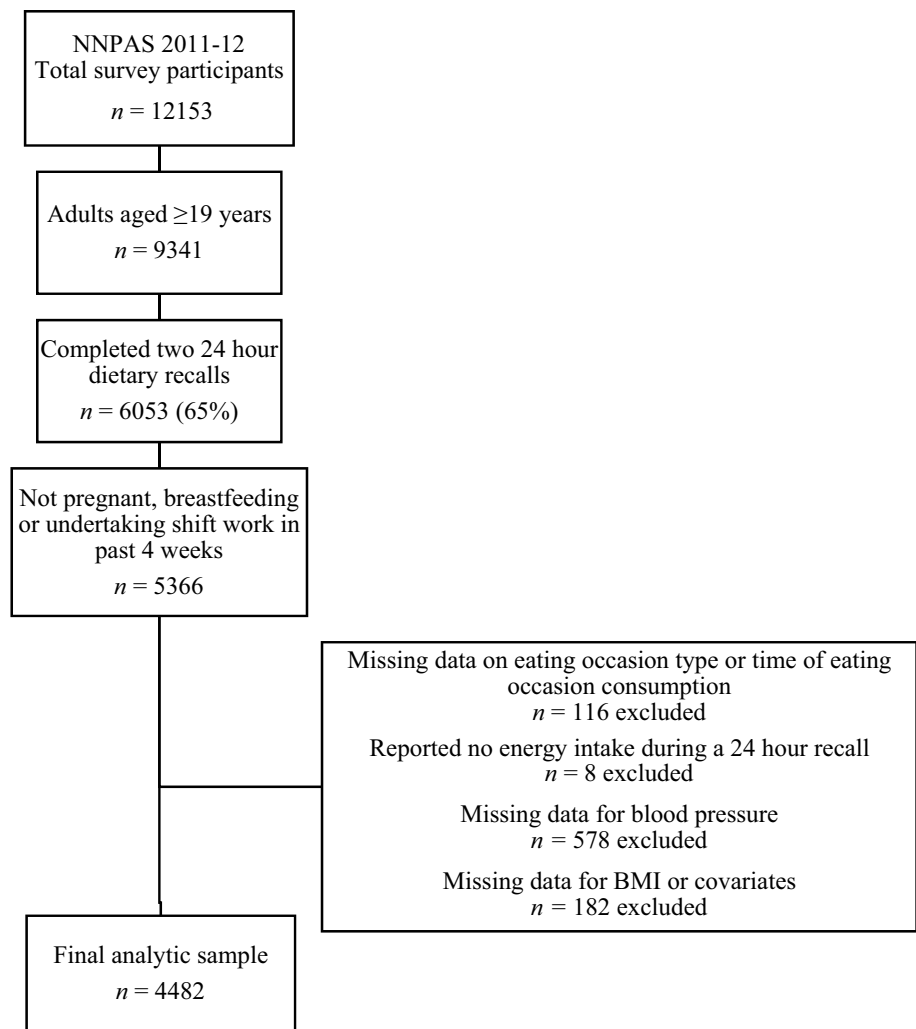 NNPAS 2011-12
Total survey participants
n = 12153
Adults aged ≥19 years
n = 9341
Completed two 24 hour
dietary recalls
n = 6053 (65%)
Not pregnant, breastfeeding
or undertaking shift work in
past 4 weeks
n = 5366
Missing data on eating occasion type or time of eating
occasion consumption
n = 116 excluded
Reported no energy intake during a 24 hour recall
n = 8 excluded
Missing data for blood pressure
n = 578 excluded
Missing data for BMI or covariates
n = 182 excluded
Final analytic sample
n = 4482